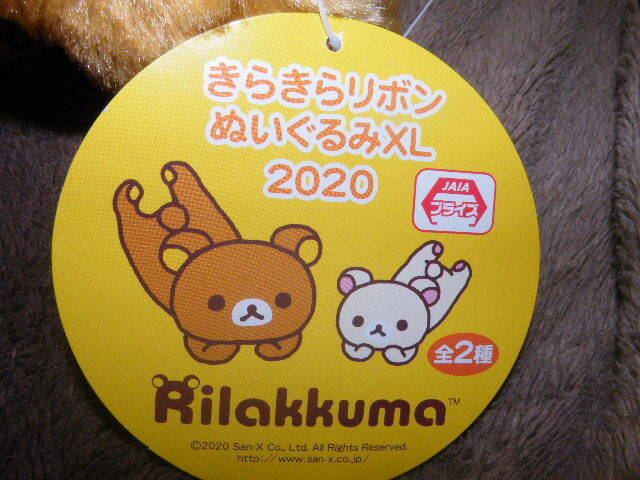 きらきらリボン
ぬいぐるみXL
2020
JAIA
プライズ
全2種
Rilakkuma™
©2020 San-X Co., Ltd. All Rights Reserved.
http://www.san-x.co.jp/